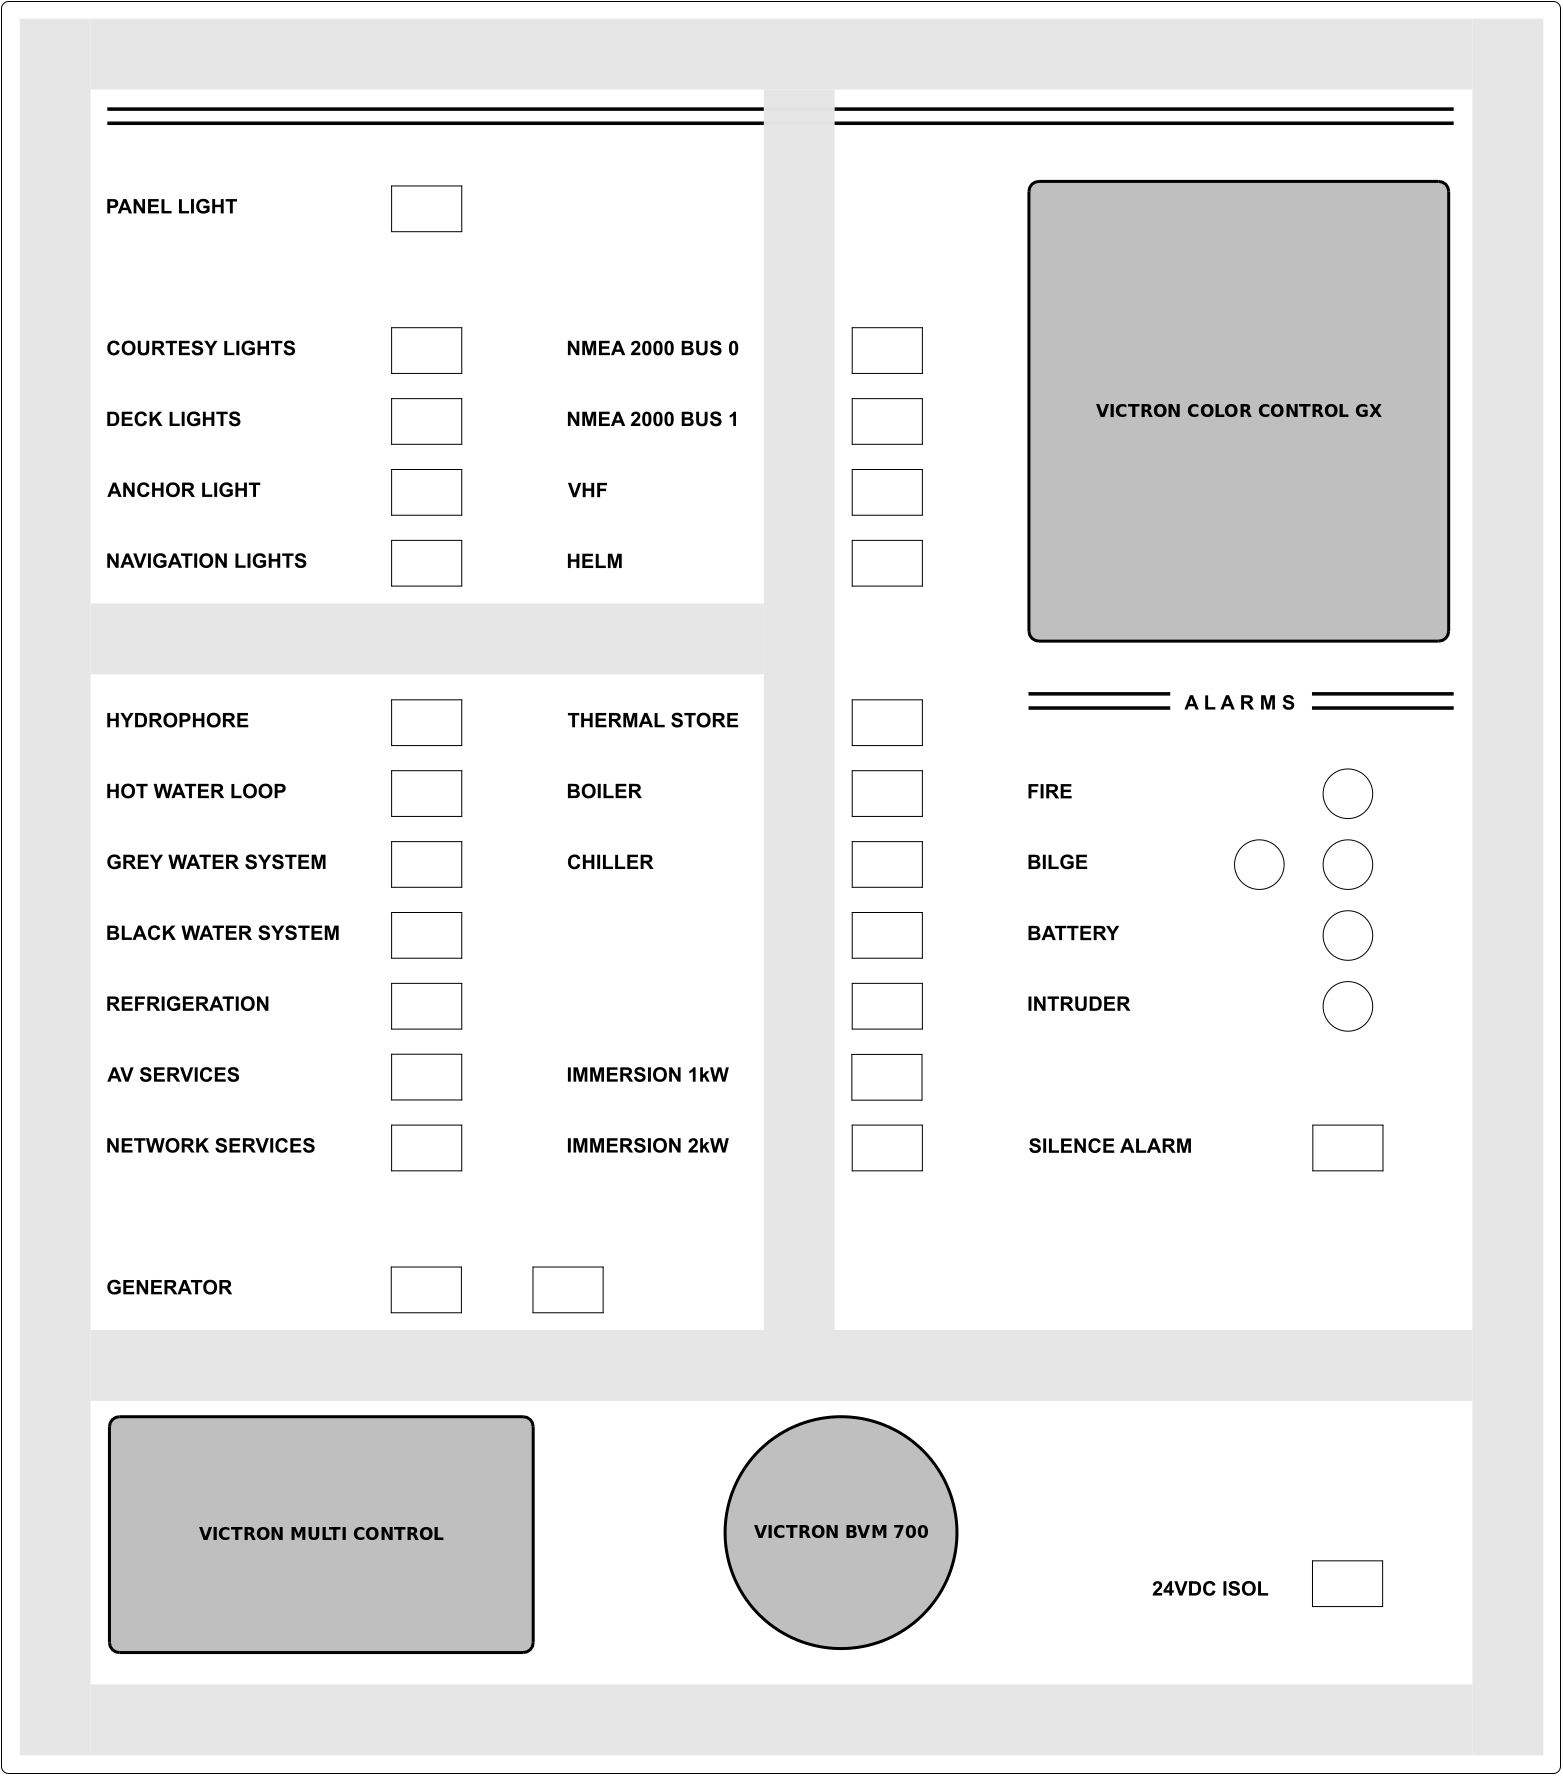 PANEL LIGHT
COURTESY LIGHTS
NMEA 2000 BUS 0
DECK LIGHTS
NMEA 2000 BUS 1
ANCHOR LIGHT
VHF
NAVIGATION LIGHTS
HELM
VICTRON COLOR CONTROL GX
HYDROPHORE
THERMAL STORE
HOT WATER LOOP
BOILER
GREY WATER SYSTEM
CHILLER
BLACK WATER SYSTEM
REFRIGERATION
AV SERVICES
IMMERSION 1kW
NETWORK SERVICES
IMMERSION 2kW
GENERATOR
ALARMS
FIRE
BILGE
BATTERY
INTRUDER
SILENCE ALARM
VICTRON MULTI CONTROL
VICTRON BVM 700
24VDC ISOL